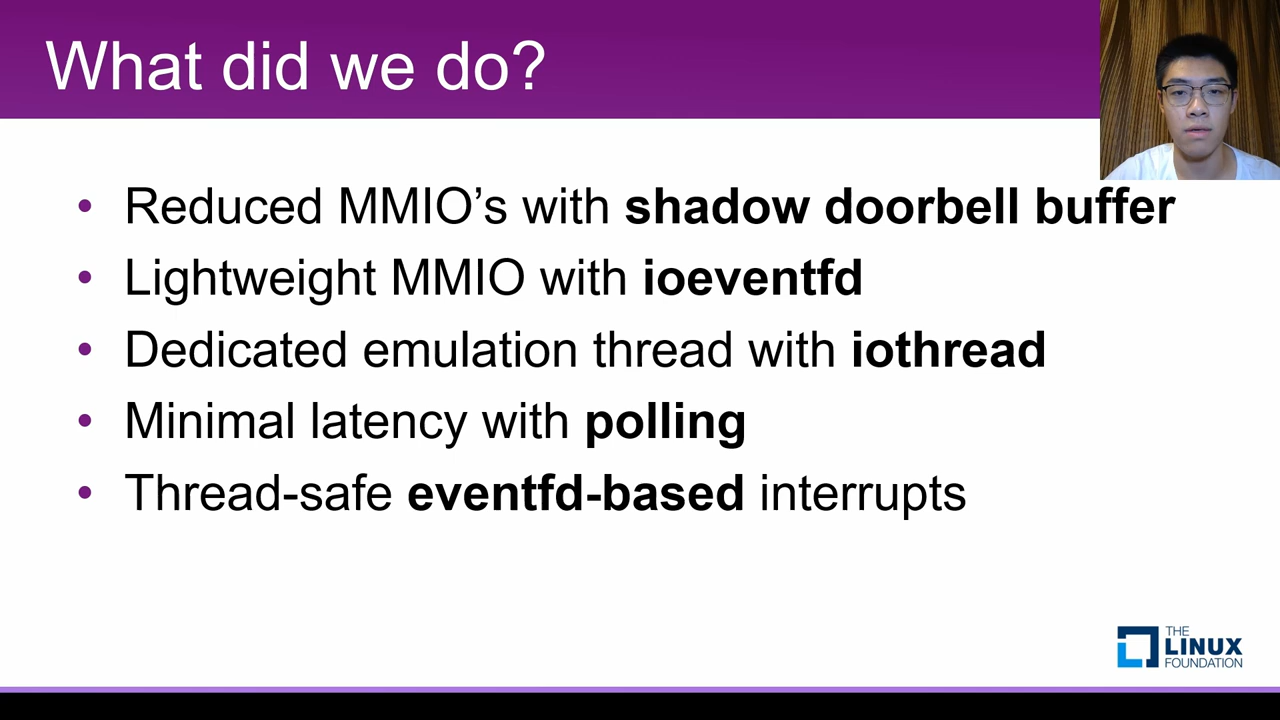 What did we do?
• Reduced MMIO’s with shadow doorbell buffer
• Lightweight MMIO with ioeventfd
• Dedicated emulation thread with iothread
• Minimal latency with polling
• Thread-safe eventfd-based interrupts
THE
LINUX
FOUNDATION